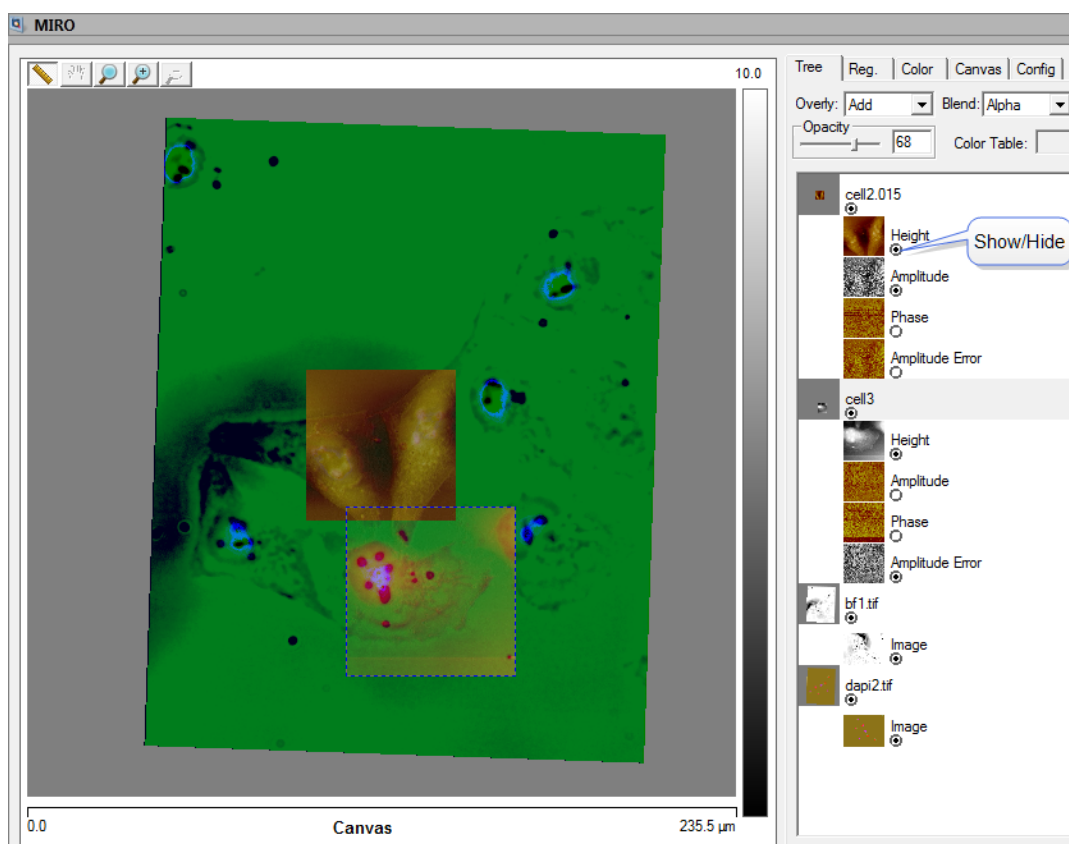 MIRO
10.0
Tree Reg. Color Canvas Config
Overly: Add Blend: Alpha
Opacity
68 Color Table:
cell2.015
Height
Show/Hide
Amplitude
Phase
Amplitude Error
cell3
Height
Amplitude
Phase
Amplitude Error
bf1.tif
Image
dapi2.tif
Image
0.0 Canvas 235.5 µm